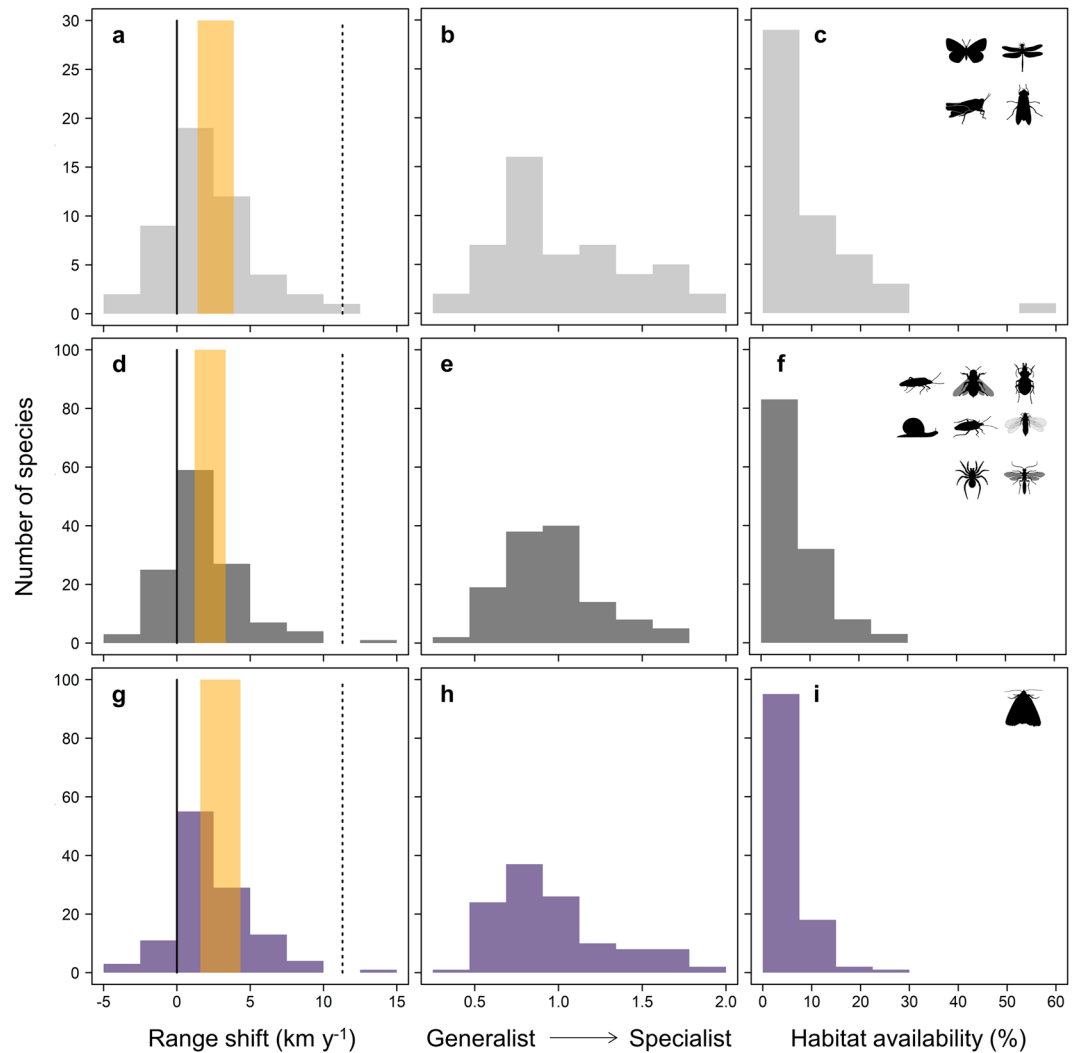 a
b
c
30
25
20
15
10
5
0
d
e
f
100
80
60
40
20
0
g
h
i
100
80
60
40
20
0
Number of species
-5 0 5 10 15
0.5 1.0 1.5 2.0
0 10 20 30 40 50 60
Range shift (km y⁻¹)
Generalist → Specialist
Habitat availability (%)